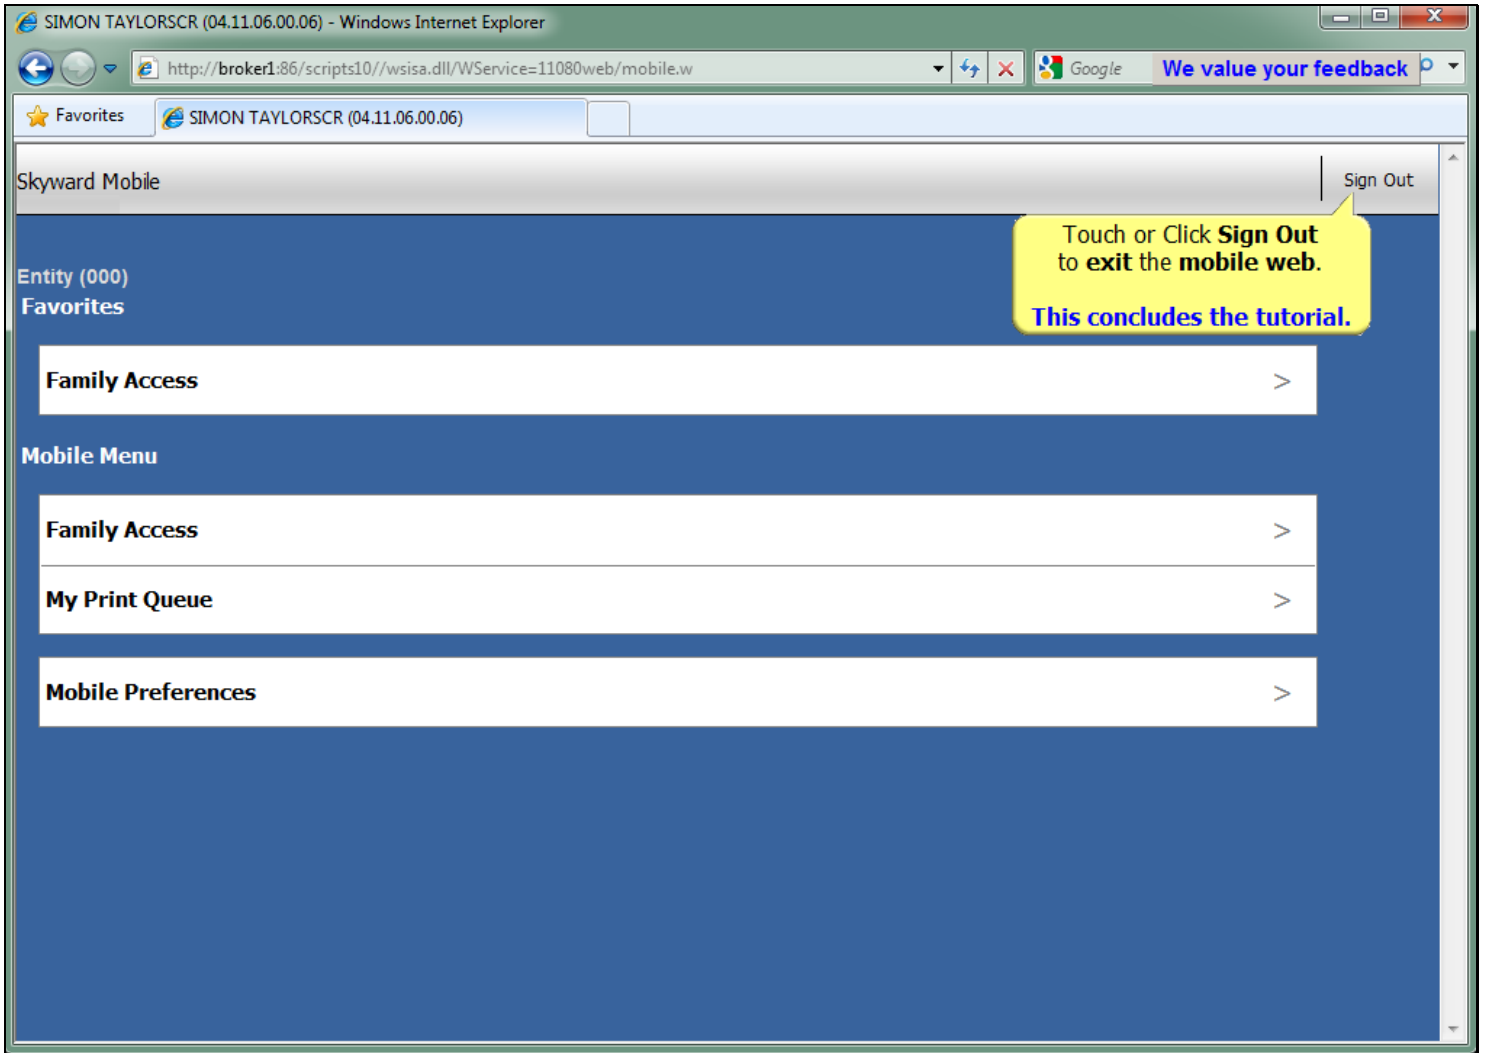 SIMON TAYLORSCR (04.11.06.00.06) - Windows Internet Explorer
http://broker1:86/scripts10//wsisa.dll/WService=11080web/mobile.w
Google
We value your feedback
Favorites
SIMON TAYLORSCR (04.11.06.00.06)
Skyward Mobile
Sign Out
Touch or Click Sign Out
to exit the mobile web.
This concludes the tutorial.
Entity (000)
Favorites
Family Access >
Mobile Menu
Family Access >
My Print Queue >
Mobile Preferences >